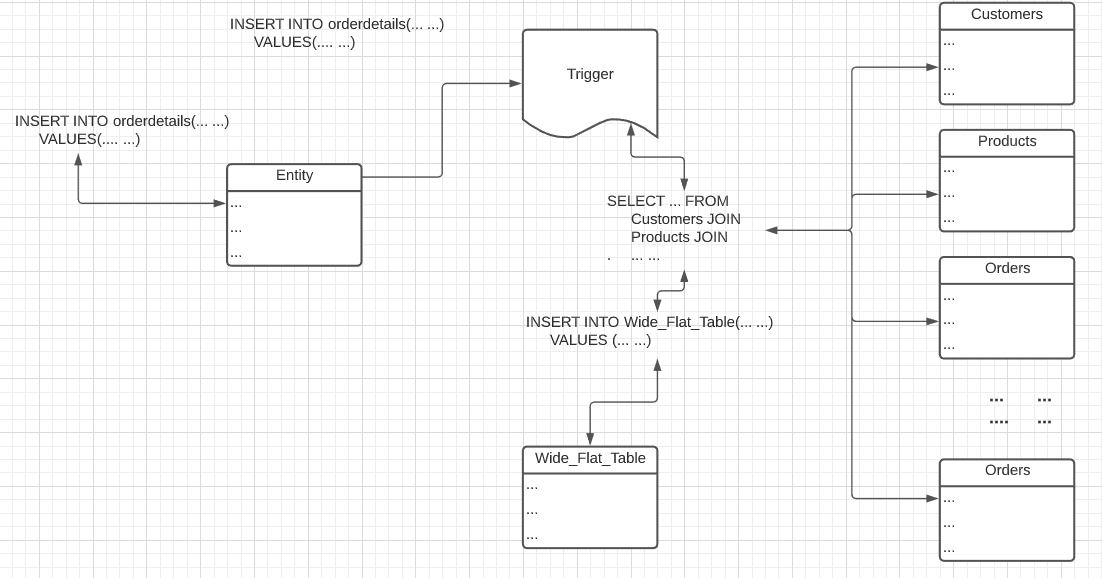 INSERT INTO orderdetails(... ...)
VALUES(.... ...)
INSERT INTO orderdetails(... ...)
VALUES(.... ...)
Entity
...
...
...
Trigger
SELECT ... FROM
Customers JOIN
Products JOIN
. ... ...
INSERT INTO Wide_Flat_Table(... ...)
VALUES (... ...)
Wide_Flat_Table
...
...
...
Customers
...
...
...
Products
...
...
...
Orders
...
...
...
... ...
.... ...
Orders
...
...
...